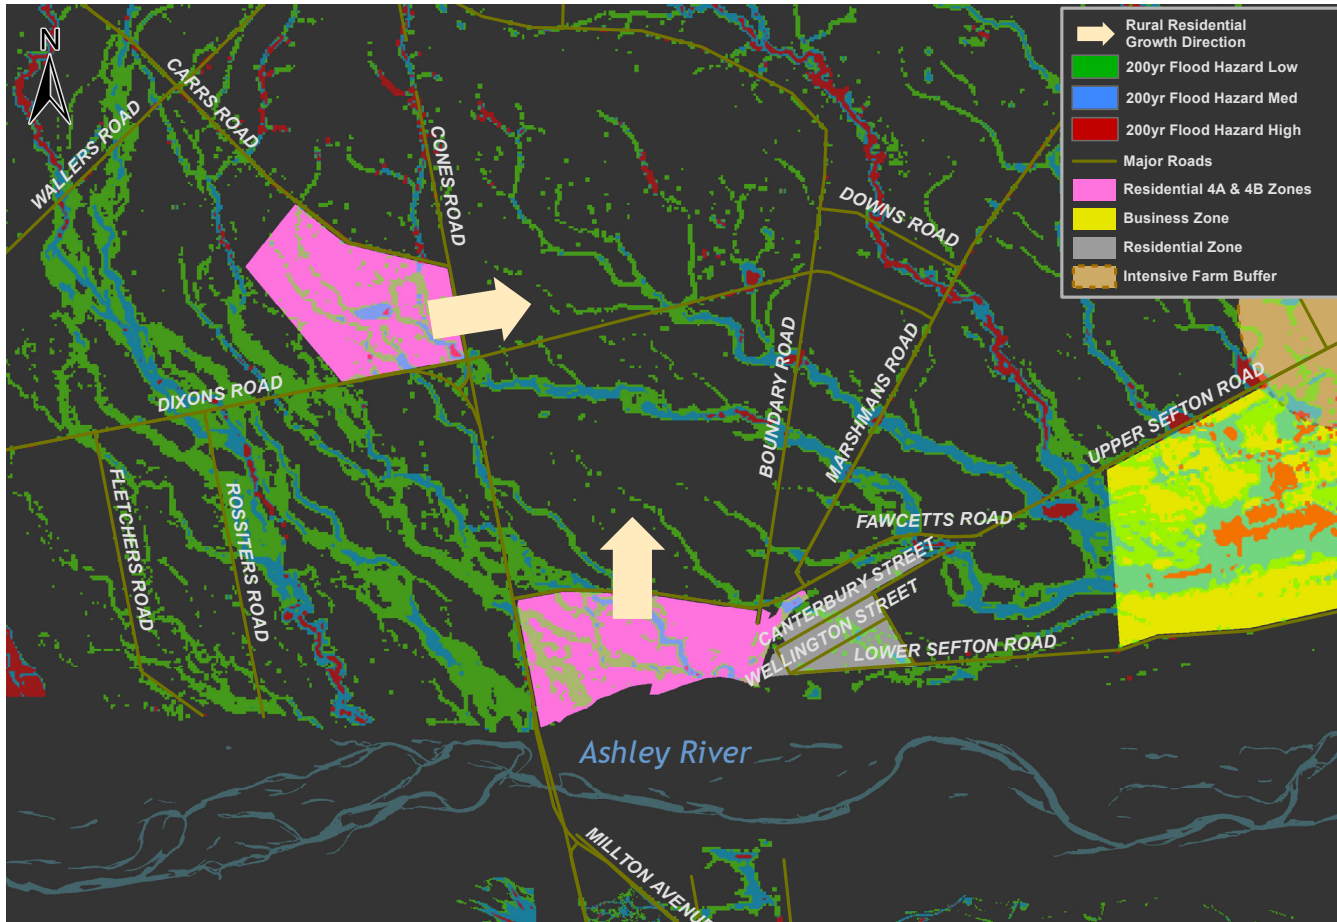 N
Rural Residential
Growth Direction
200yr Flood Hazard Low
200yr Flood Hazard Med
200yr Flood Hazard High
Major Roads
Residential 4A & 4B Zones
Business Zone
Residential Zone
Intensive Farm Buffer
CARRS ROAD
WALLERS ROAD
CONES ROAD
DOWNS ROAD
DIXONS ROAD
BOUNDARY ROAD
MARSHMANS ROAD
UPPER SEFTON ROAD
FLETCHERS ROAD
ROSSITERS ROAD
FAWCETTS ROAD
CANTERBURY STREET
WELLINGTON STREET
LOWER SEFTON ROAD
Ashley River
MILLTON AVENUE